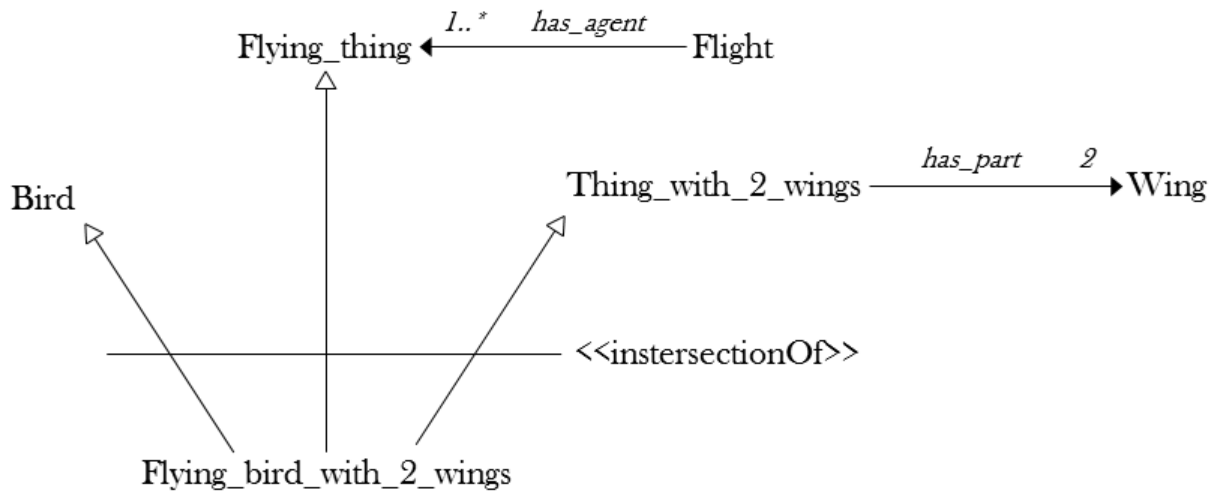 1..* has_agent
Flying_thing Flight
has_part 2
Bird Thing_with_2_wings Wing
<<instersectionOf>>
Flying_bird_with_2_wings